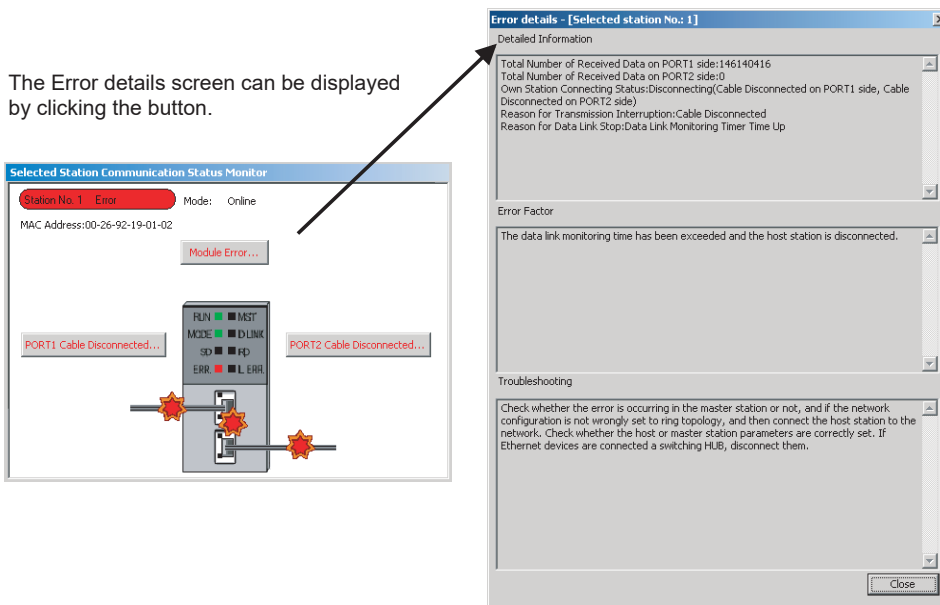 The Error details screen can be displayed
by clicking the button.
Selected Station Communication Status Monitor
Station No. 1 Error
Mode: Online
MAC Address:00-26-92-19-01-02
Module Error...
RUN MST
MODE D LINK
SD RD
ERR. L ERR.
PORT1 Cable Disconnected...
PORT2 Cable Disconnected...
Error details - [Selected station No.: 1]
Detailed Information
Total Number of Received Data on PORT1 side:146140416
Total Number of Received Data on PORT2 side:0
Own Station Connecting Status:Disconnecting(Cable Disconnected on PORT1 side, Cable
Disconnected on PORT2 side)
Reason for Transmission Interruption:Cable Disconnected
Reason for Data Link Stop:Data Link Monitoring Timer Time Up
Error Factor
The data link monitoring time has been exceeded and the host station is disconnected.
Troubleshooting
Check whether the error is occurring in the master station or not, and if the network
configuration is not wrongly set to ring topology, and then connect the host station to the
network. Check whether the host or master station parameters are correctly set. If
Ethernet devices are connected a switching HUB, disconnect them.
Close